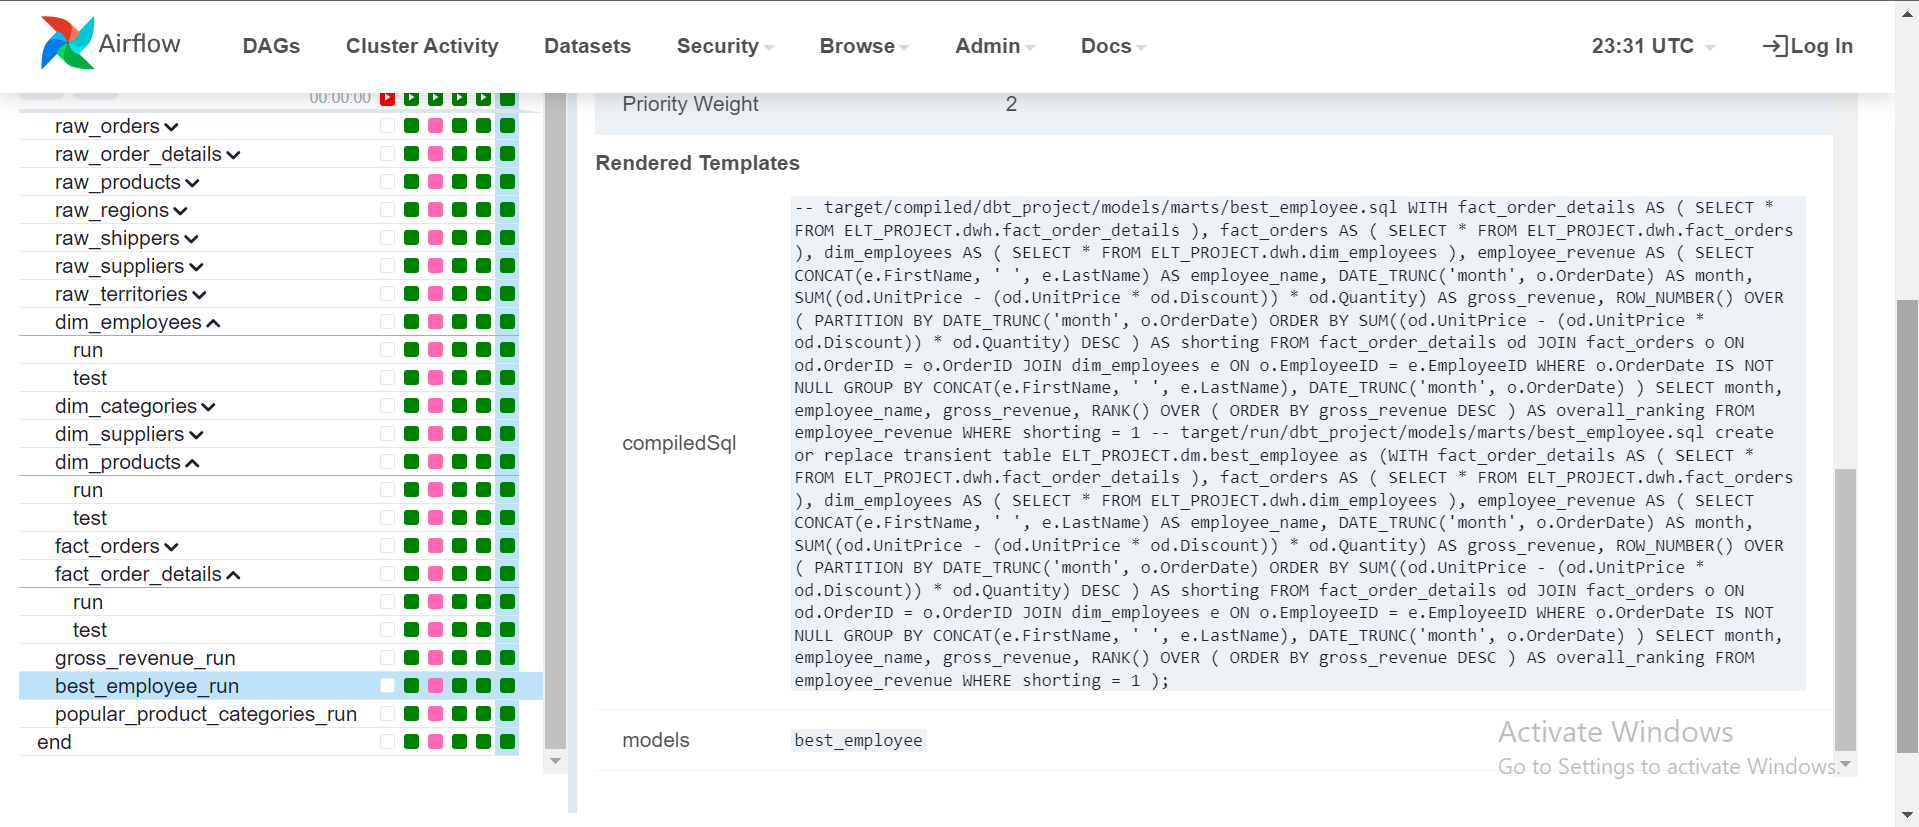 Airflow
DAGs
Cluster Activity
Datasets
Security
Browse
Admin
Docs
23:31 UTC
Log In
00:00:00
raw_orders
raw_order_details
raw_products
raw_regions
raw_shippers
raw_suppliers
raw_territories
dim_employees
run
test
dim_categories
dim_suppliers
dim_products
run
test
fact_orders
fact_order_details
run
test
gross_revenue_run
best_employee_run
popular_product_categories_run
end
Priority Weight 2
Rendered Templates
compiledSql
-- target/compiled/dbt_project/models/marts/best_employee.sql WITH fact_order_details AS ( SELECT *
FROM ELT_PROJECT.dwh.fact_order_details ), fact_orders AS ( SELECT * FROM ELT_PROJECT.dwh.fact_orders
), dim_employees AS ( SELECT * FROM ELT_PROJECT.dwh.dim_employees ), employee_revenue AS ( SELECT
CONCAT(e.FirstName, ' ', e.LastName) AS employee_name, DATE_TRUNC('month', o.OrderDate) AS month,
SUM((od.UnitPrice - (od.UnitPrice * od.Discount)) * od.Quantity) AS gross_revenue, ROW_NUMBER() OVER
( PARTITION BY DATE_TRUNC('month', o.OrderDate) ORDER BY SUM((od.UnitPrice - (od.UnitPrice *
od.Discount)) * od.Quantity) DESC ) AS shorting FROM fact_order_details od JOIN fact_orders o ON
od.OrderID = o.OrderID JOIN dim_employees e ON o.EmployeeID = e.EmployeeID WHERE o.OrderDate IS NOT
NULL GROUP BY CONCAT(e.FirstName, ' ', e.LastName), DATE_TRUNC('month', o.OrderDate) ) SELECT month,
employee_name, gross_revenue, RANK() OVER ( ORDER BY gross_revenue DESC ) AS overall_ranking FROM
employee_revenue WHERE shorting = 1 -- target/run/dbt_project/models/marts/best_employee.sql create
or replace transient table ELT_PROJECT.dm.best_employee as (WITH fact_order_details AS ( SELECT *
FROM ELT_PROJECT.dwh.fact_order_details ), fact_orders AS ( SELECT * FROM ELT_PROJECT.dwh.fact_orders
), dim_employees AS ( SELECT * FROM ELT_PROJECT.dwh.dim_employees ), employee_revenue AS ( SELECT
CONCAT(e.FirstName, ' ', e.LastName) AS employee_name, DATE_TRUNC('month', o.OrderDate) AS month,
SUM((od.UnitPrice - (od.UnitPrice * od.Discount)) * od.Quantity) AS gross_revenue, ROW_NUMBER() OVER
( PARTITION BY DATE_TRUNC('month', o.OrderDate) ORDER BY SUM((od.UnitPrice - (od.UnitPrice *
od.Discount)) * od.Quantity) DESC ) AS shorting FROM fact_order_details od JOIN fact_orders o ON
od.OrderID = o.OrderID JOIN dim_employees e ON o.EmployeeID = e.EmployeeID WHERE o.OrderDate IS NOT
NULL GROUP BY CONCAT(e.FirstName, ' ', e.LastName), DATE_TRUNC('month', o.OrderDate) ) SELECT month,
employee_name, gross_revenue, RANK() OVER ( ORDER BY gross_revenue DESC ) AS overall_ranking FROM
employee_revenue WHERE shorting = 1 );
models
best_employee
Activate Windows
Go to Settings to activate Windows.